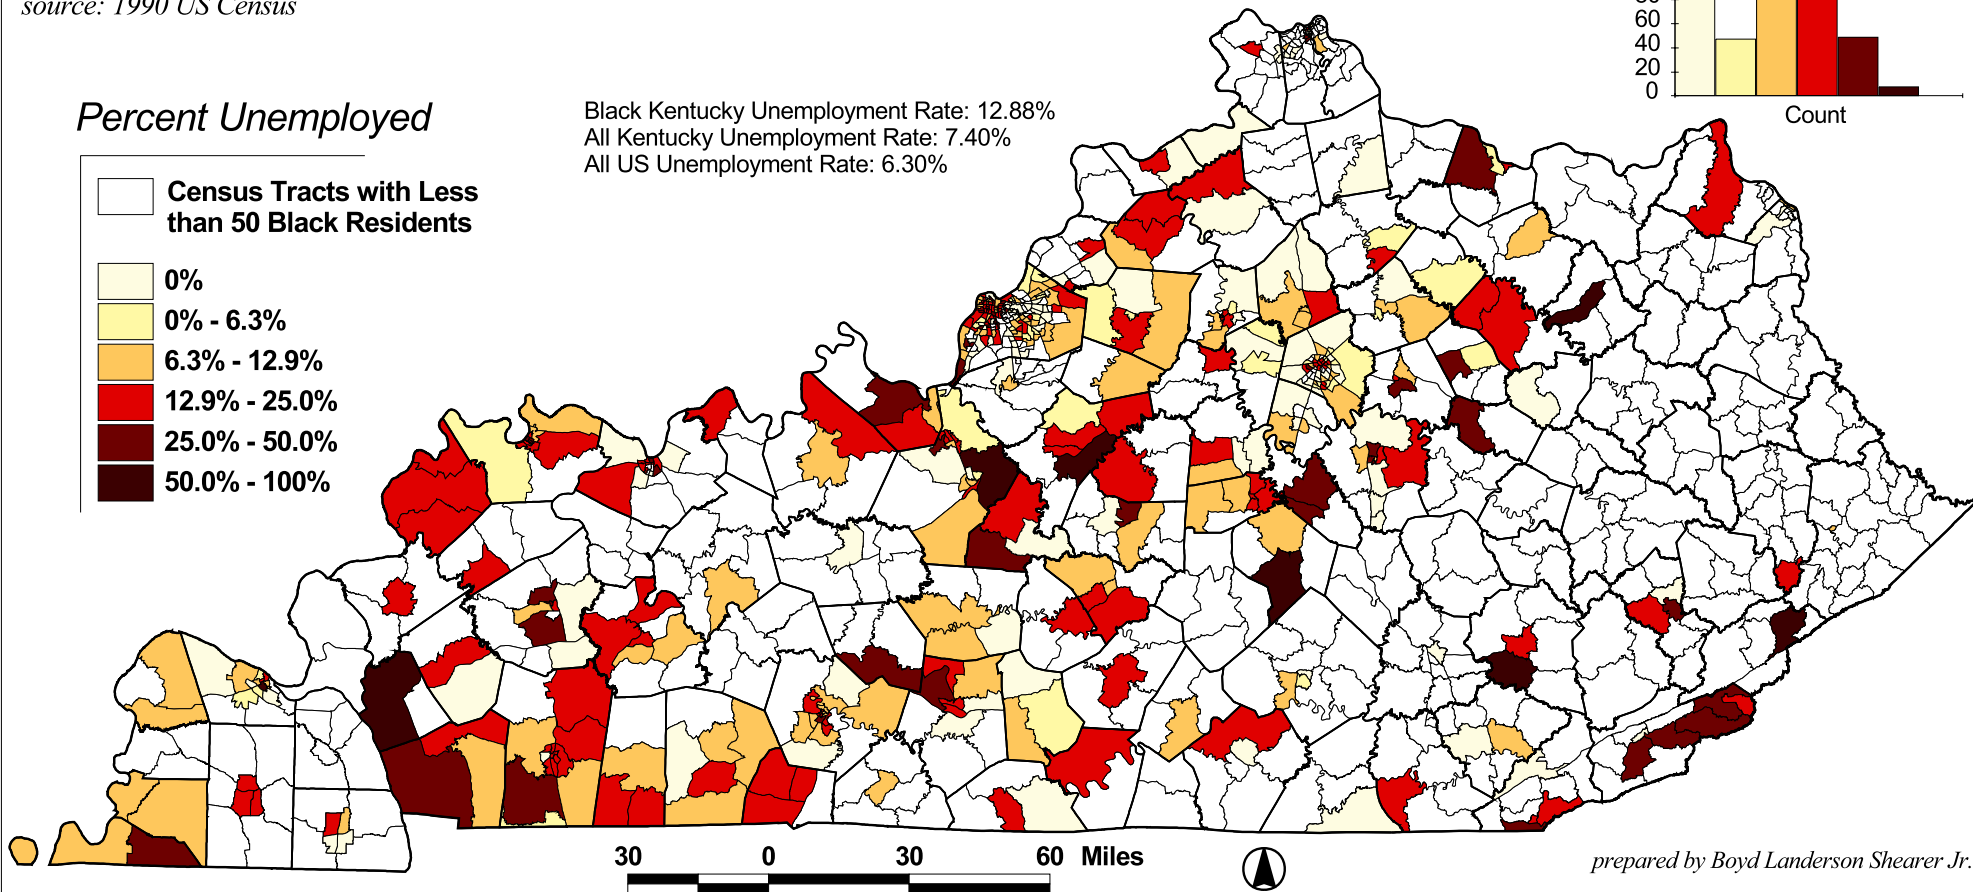 source: 1990 US Census
60
40
20
0
Count
Percent Unemployed
Black Kentucky Unemployment Rate: 12.88%
All Kentucky Unemployment Rate: 7.40%
All US Unemployment Rate: 6.30%
Census Tracts with Less
than 50 Black Residents
0%
0% - 6.3%
6.3% - 12.9%
12.9% - 25.0%
25.0% - 50.0%
50.0% - 100%
30 0 30 60 Miles
prepared by Boyd Landerson Shearer Jr.